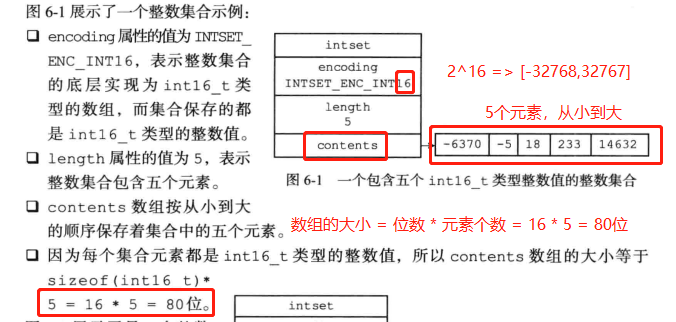 图 6-1 展示了一个整数集合示例：
❑ encoding 属性的值为 INTSET_
ENC_INT16，表示整数集合
的底层实现为 int16_t 类
型的数组，而集合保存的都
是 int16_t 类型的整数值。
❑ length 属性的值为 5，表示
整数集合包含五个元素。
❑ contents 数组按从小到大
的顺序保存着集合中的五个元素。
intset
encoding
INTSET_ENC_INT16
length
5
contents
2^16 => [-32768,32767]
5个元素，从小到大
-6370 -5 18 233 14632
图 6-1 一个包含五个 int16_t 类型整数值的整数集合
数组的大小 = 位数 * 元素个数 = 16 * 5 = 80位
❑ 因为每个集合元素都是 int16_t 类型的整数值，所以 contents 数组的大小等于
sizeof(int16_t)*
5 = 16 * 5 = 80位。
intset